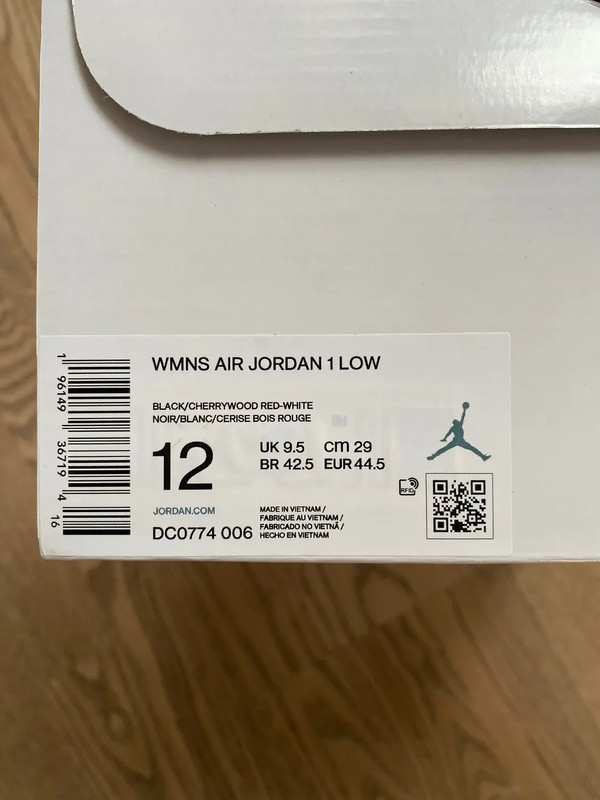 WMNS AIR JORDAN 1 LOW
BLACK/CHERRYWOOD RED-WHITE
NOIR/BLANC/CERISE BOIS ROUGE
12
UK 9.5 cm 29
BR 42.5 EUR 44.5
RFID
JORDAN.COM
DC0774 006
MADE IN VIETNAM /
FABRIQUE AU VIETNAM /
FABRICADO NO VIETNÃ /
HECHO EN VIETNAM
1 96149 36719 4 16